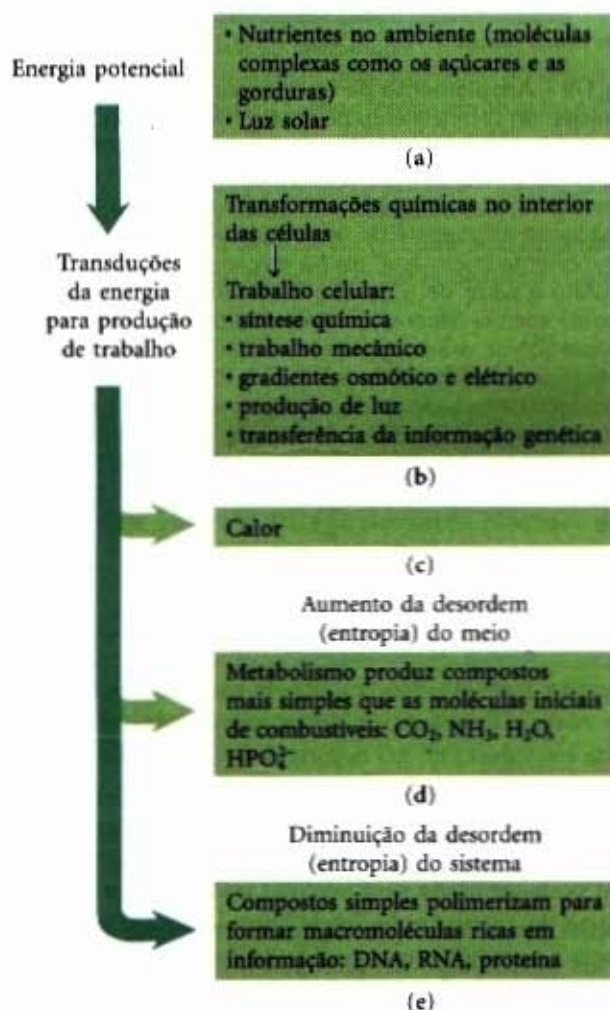 Energia potencial
• Nutrientes no ambiente (moléculas
complexas como os açúcares e as
gorduras)
• Luz solar
(a)
Transduções
da energia
para produção
de trabalho
Transformações químicas no interior
das células
↓
Trabalho celular:
• síntese química
• trabalho mecânico
• gradientes osmótico e elétrico
• produção de luz
• transferência da informação genética
(b)
Calor
(c)
Aumento da desordem
(entropia) do meio
Metabolismo produz compostos
mais simples que as moléculas iniciais
de combustíveis: CO₂, NH₃, H₂O,
HPO₄²⁻
(d)
Diminuição da desordem
(entropia) do sistema
Compostos simples polimerizam para
formar macromoléculas ricas em
informação: DNA, RNA, proteína
(e)